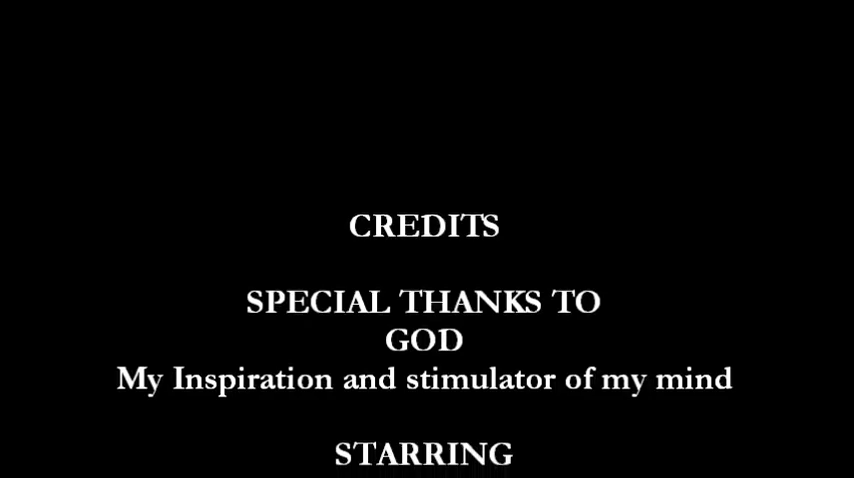 CREDITS
SPECIAL THANKS TO
GOD
My Inspiration and stimulator of my mind
STARRING